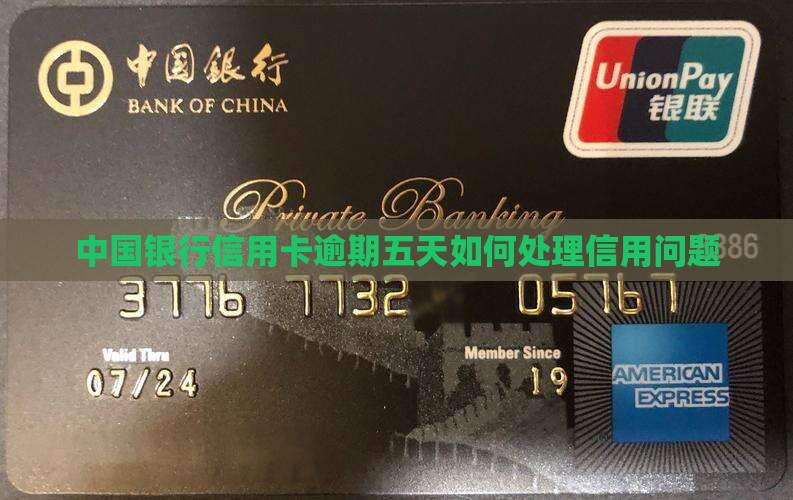 中国银行
BANK OF CHINA
UnionPay
银联
Private Banking
中国银行信用卡逾期五天如何处理信用问题
3776 7732 05767
Valid Thru
Member Since
07/24
19
AMERICAN
EXPRESS